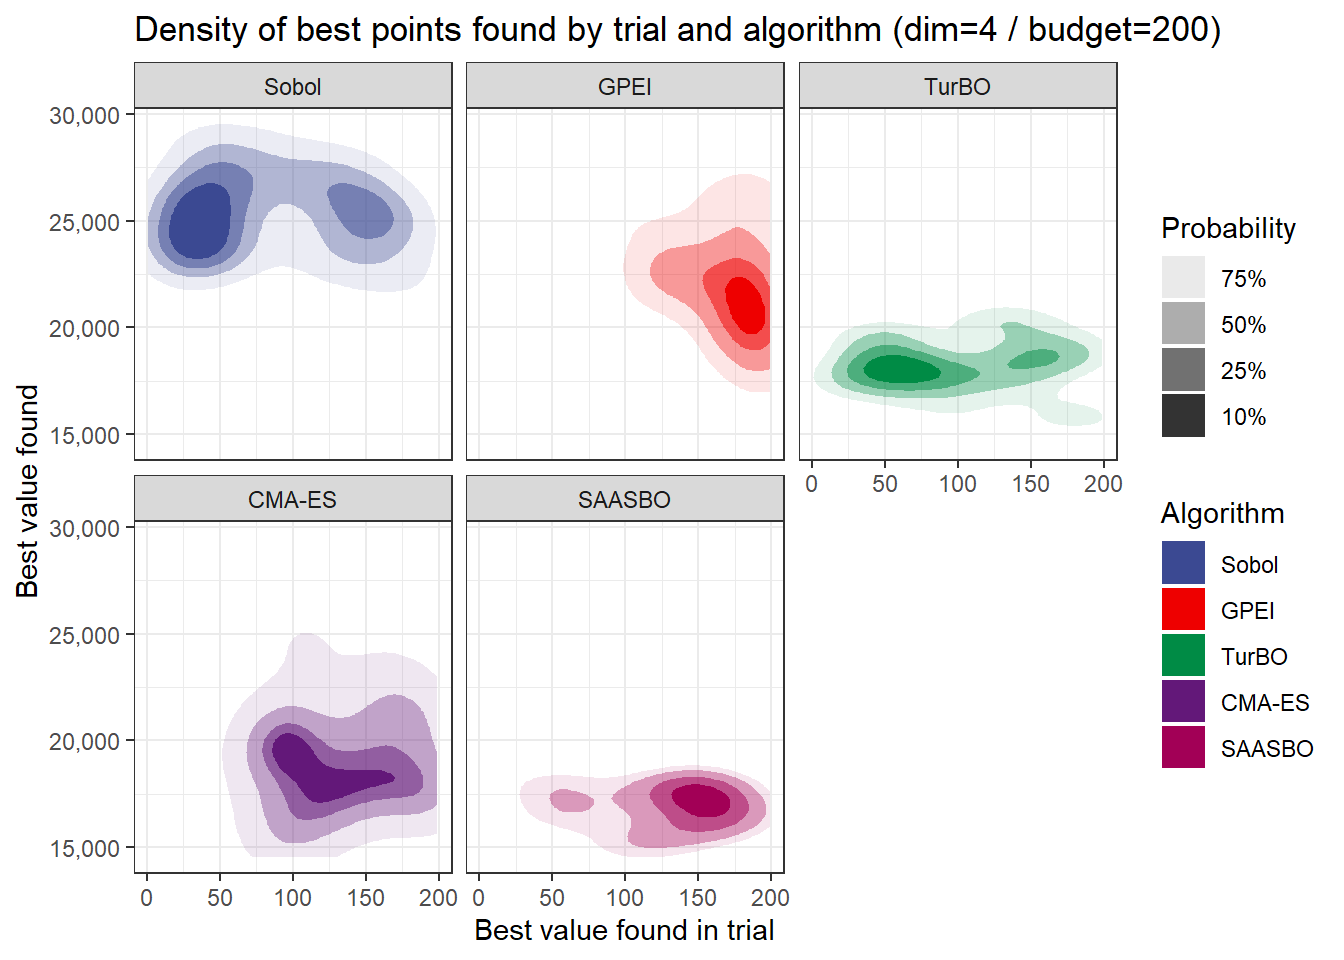 Density of best points found by trial and algorithm (dim=4 / budget=200)
Sobol
GPEI
TurBO
30,000
25,000
20,000
15,000
0 50 100 150 200
CMA-ES
SAASBO
30,000
25,000
20,000
15,000
0 50 100 150 200
0 50 100 150 200
Best value found in trial
Best value found
Probability
75%
50%
25%
10%
Algorithm
Sobol
GPEI
TurBO
CMA-ES
SAASBO